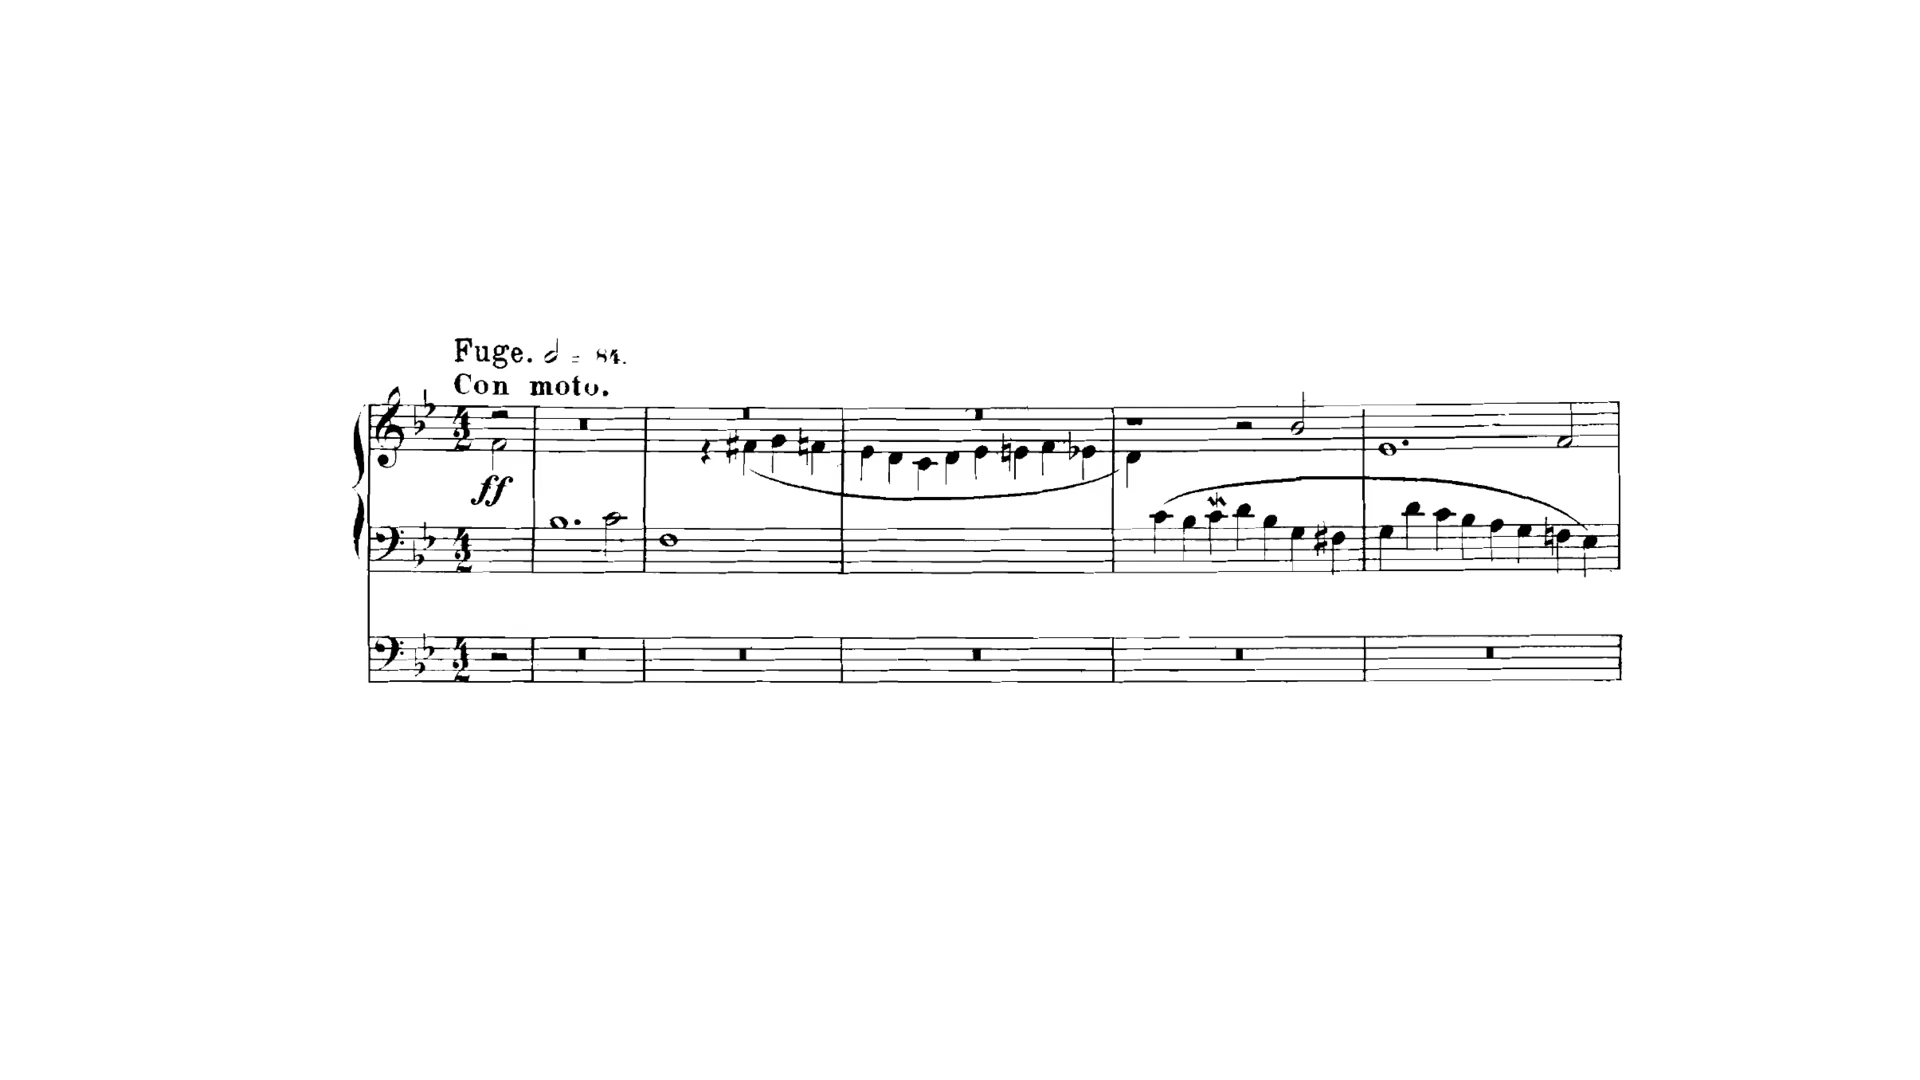 Fuge. 𝅗𝅥 = 84.
Con moto.
ff